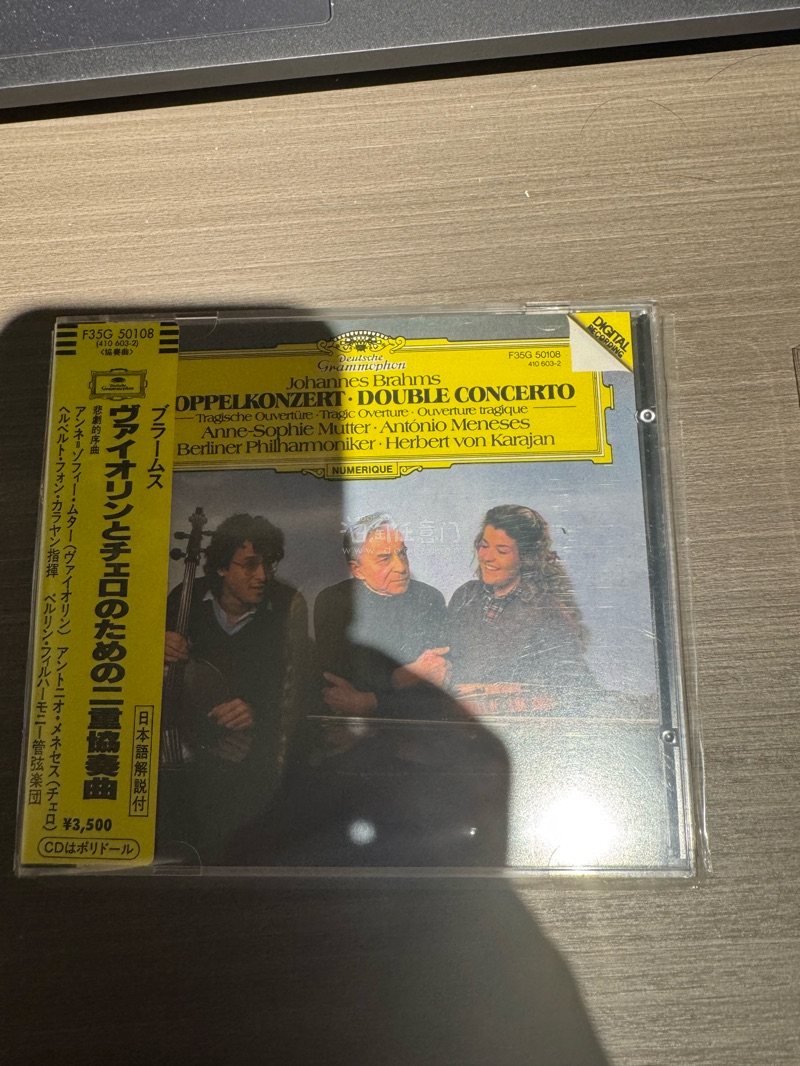 F35G 50108
(410 603-2)
〈協奏曲〉
Deutsche
Grammophon
ブラームス
ヴァイオリンとチェロのための二重協奏曲
悲劇的序曲
アンネ=ゾフィー・ムター(ヴァイオリン) アントニオ・メネセス(チェロ)
ヘルベルト・フォン・カラヤン指揮 ベルリン・フィルハーモニー管弦楽団
日本語解説付
¥3,500
CDはポリドール
Deutsche
Grammophon
F35G 50108
410 603-2
DIGITAL
RECORDING
Johannes Brahms
OPPELKONZERT · DOUBLE CONCERTO
Tragische Ouvertüre · Tragic Overture · Ouverture tragique
Anne-Sophie Mutter · António Meneses
Berliner Philharmoniker · Herbert von Karajan
NUMERIQUE